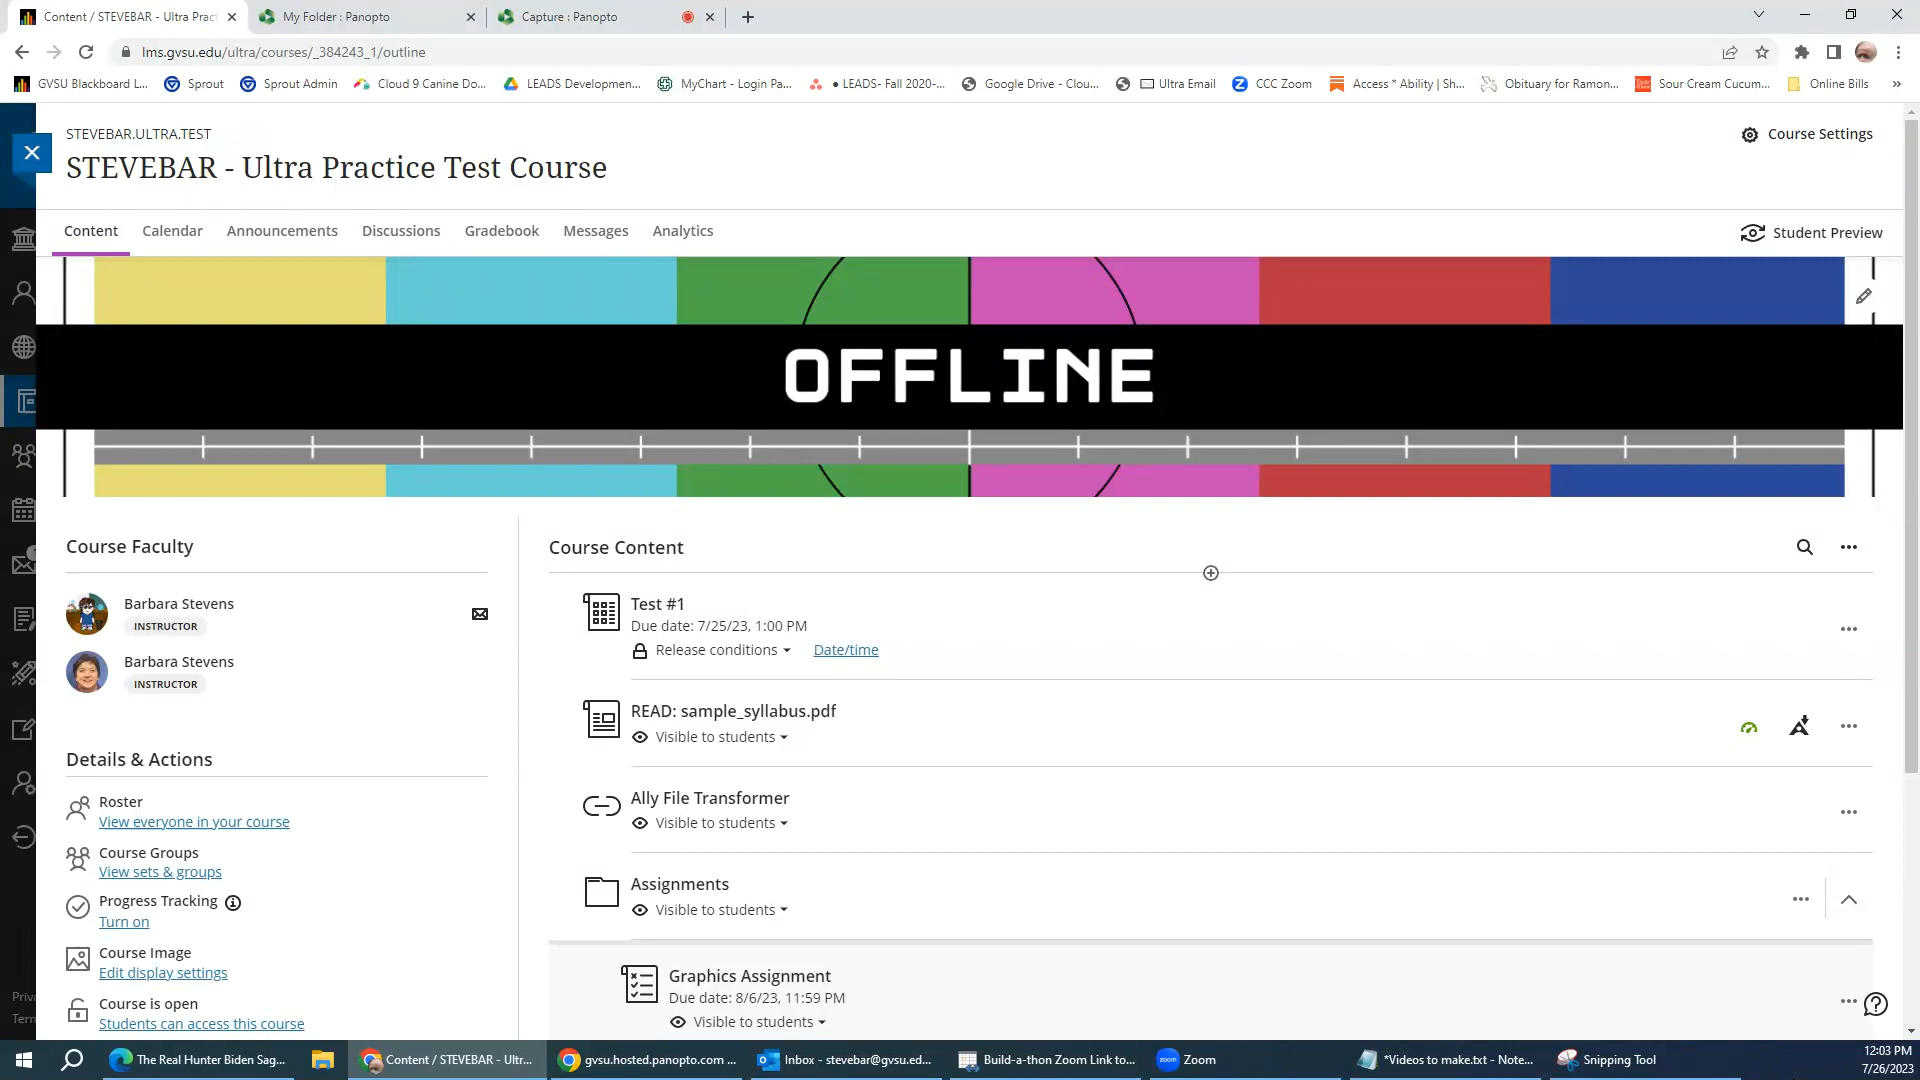 Content / STEVEBAR - Ultra Pract
My Folder : Panopto
Capture : Panopto
lms.gvsu.edu/ultra/courses/_384243_1/outline
GVSU Blackboard L...
Sprout
Sprout Admin
Cloud 9 Canine Do...
LEADS Developmen...
MyChart - Login Pa...
• LEADS- Fall 2020-...
Google Drive - Clou...
Ultra Email
CCC Zoom
Access * Ability | Sh...
Obituary for Ramon...
Sour Cream Cucum...
Online Bills
»
STEVEBAR.ULTRA.TEST
STEVEBAR - Ultra Practice Test Course
Course Settings
Content
Calendar
Announcements
Discussions
Gradebook
Messages
Analytics
Student Preview
OFFLINE
Course Faculty
Barbara Stevens
INSTRUCTOR
Barbara Stevens
INSTRUCTOR
Details & Actions
Roster
View everyone in your course
Course Groups
View sets & groups
Progress Tracking
Turn on
Course Image
Edit display settings
Course is open
Students can access this course
Course Content
Test #1
Due date: 7/25/23, 1:00 PM
Release conditions
Date/time
READ: sample_syllabus.pdf
Visible to students
Ally File Transformer
Visible to students
Assignments
Visible to students
Graphics Assignment
Due date: 8/6/23, 11:59 PM
Visible to students
Priva
Term
The Real Hunter Biden Sag...
Content / STEVEBAR - Ultr...
gvsu.hosted.panopto.com ...
Inbox - stevebar@gvsu.ed...
Build-a-thon Zoom Link to...
zoom
Zoom
*Videos to make.txt - Note...
Snipping Tool
12:03 PM
7/26/2023